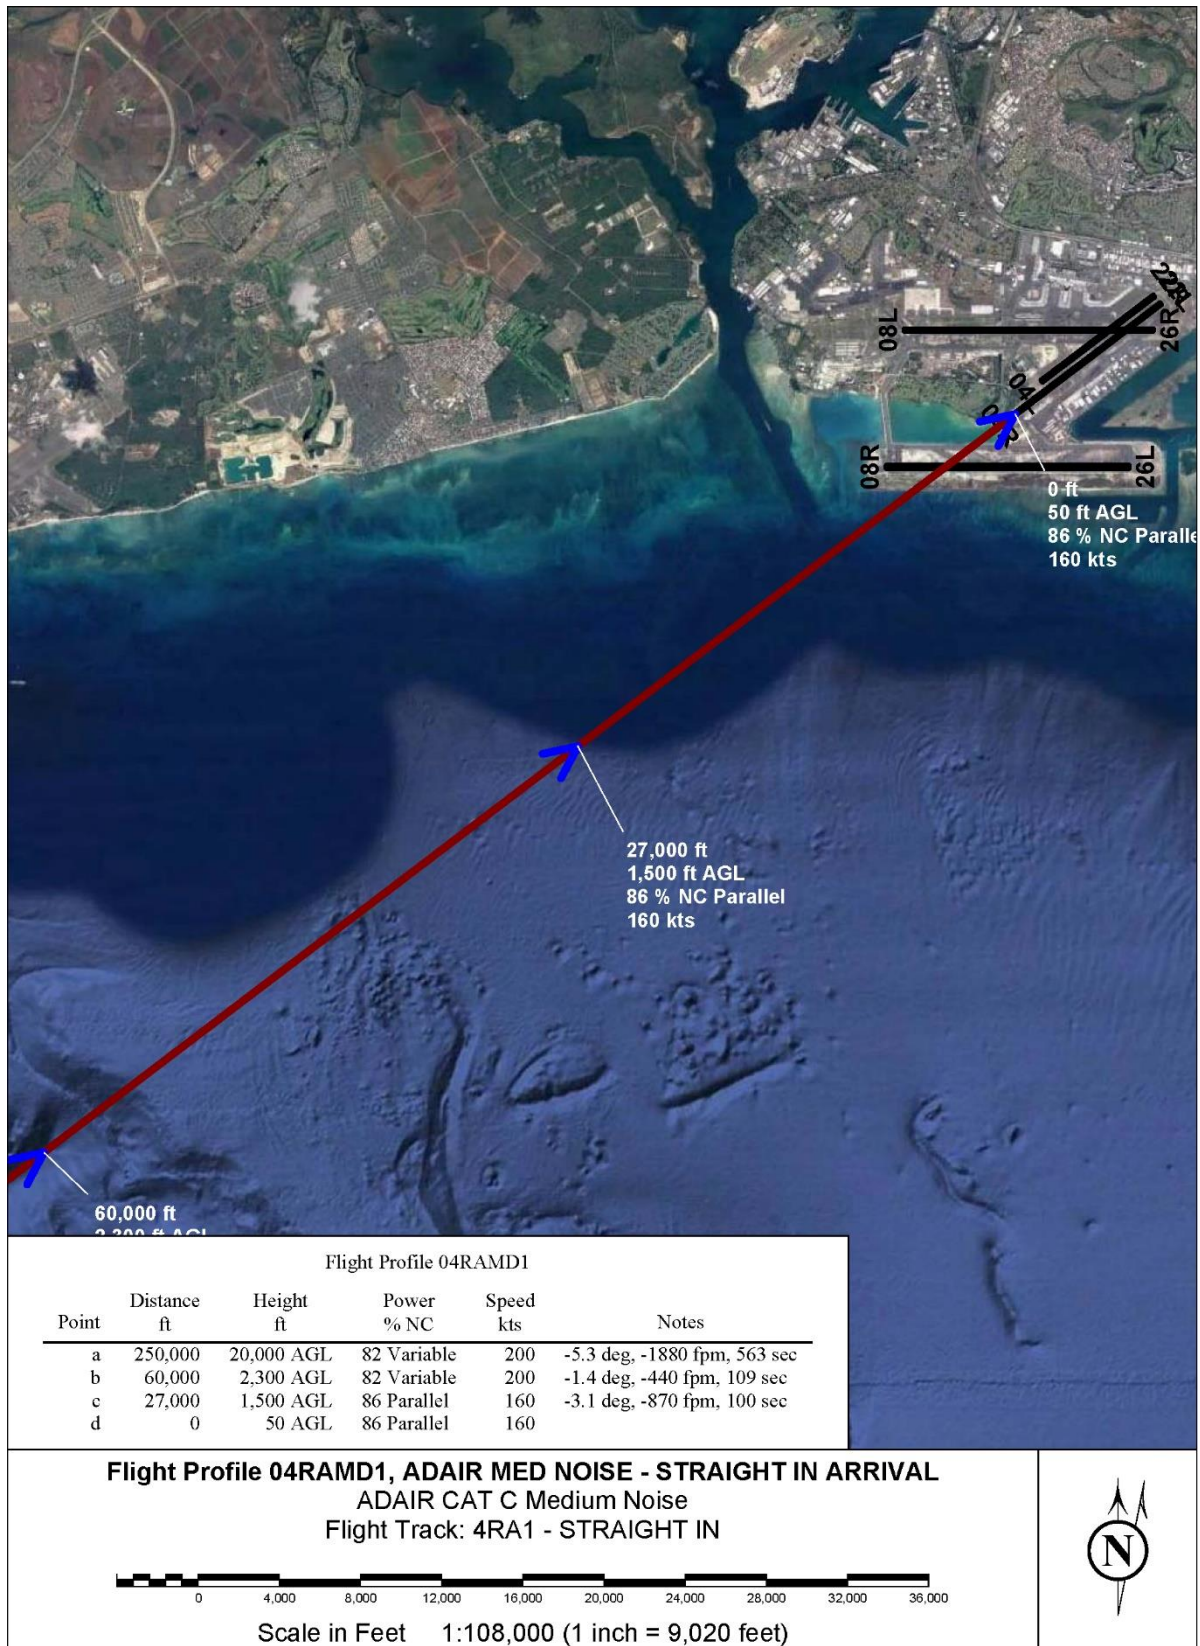 08L
26R
04L
08R
26L
0 ft
50 ft AGL
86 % NC Paralle
160 kts
27,000 ft
1,500 ft AGL
86 % NC Parallel
160 kts
60,000 ft
2,300 ft AGL
Flight Profile 04RAMD1
Point Distance ft Height ft Power % NC Speed kts Notes
a 250,000 20,000 AGL 82 Variable 200 -5.3 deg, -1880 fpm, 563 sec
b 60,000 2,300 AGL 82 Variable 200 -1.4 deg, -440 fpm, 109 sec
c 27,000 1,500 AGL 86 Parallel 160 -3.1 deg, -870 fpm, 100 sec
d 0 50 AGL 86 Parallel 160
Flight Profile 04RAMD1, ADAIR MED NOISE - STRAIGHT IN ARRIVAL
ADAIR CAT C Medium Noise
Flight Track: 4RA1 - STRAIGHT IN
0 4,000 8,000 12,000 16,000 20,000 24,000 28,000 32,000 36,000
Scale in Feet 1:108,000 (1 inch = 9,020 feet)
N